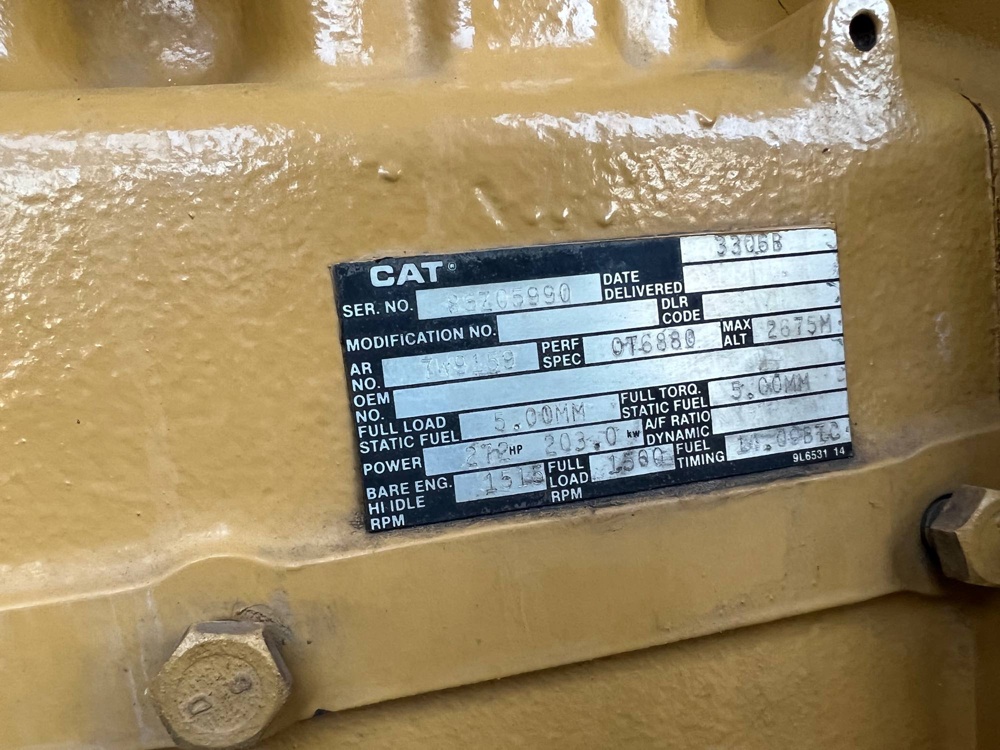 3306B
CAT®
SER. NO.
DATE DELIVERED
MODIFICATION NO.
DLR CODE
AR NO.
PERF SPEC 0T6880
MAX ALT 2675M
OEM NO.
FULL LOAD STATIC FUEL 5.00MM
FULL TORQ. STATIC FUEL 5.00MM
POWER 272 HP 203.0 kw
A/F RATIO DYNAMIC
BARE ENG. HI IDLE RPM
FULL LOAD RPM 1500
FUEL TIMING
9L6531 14